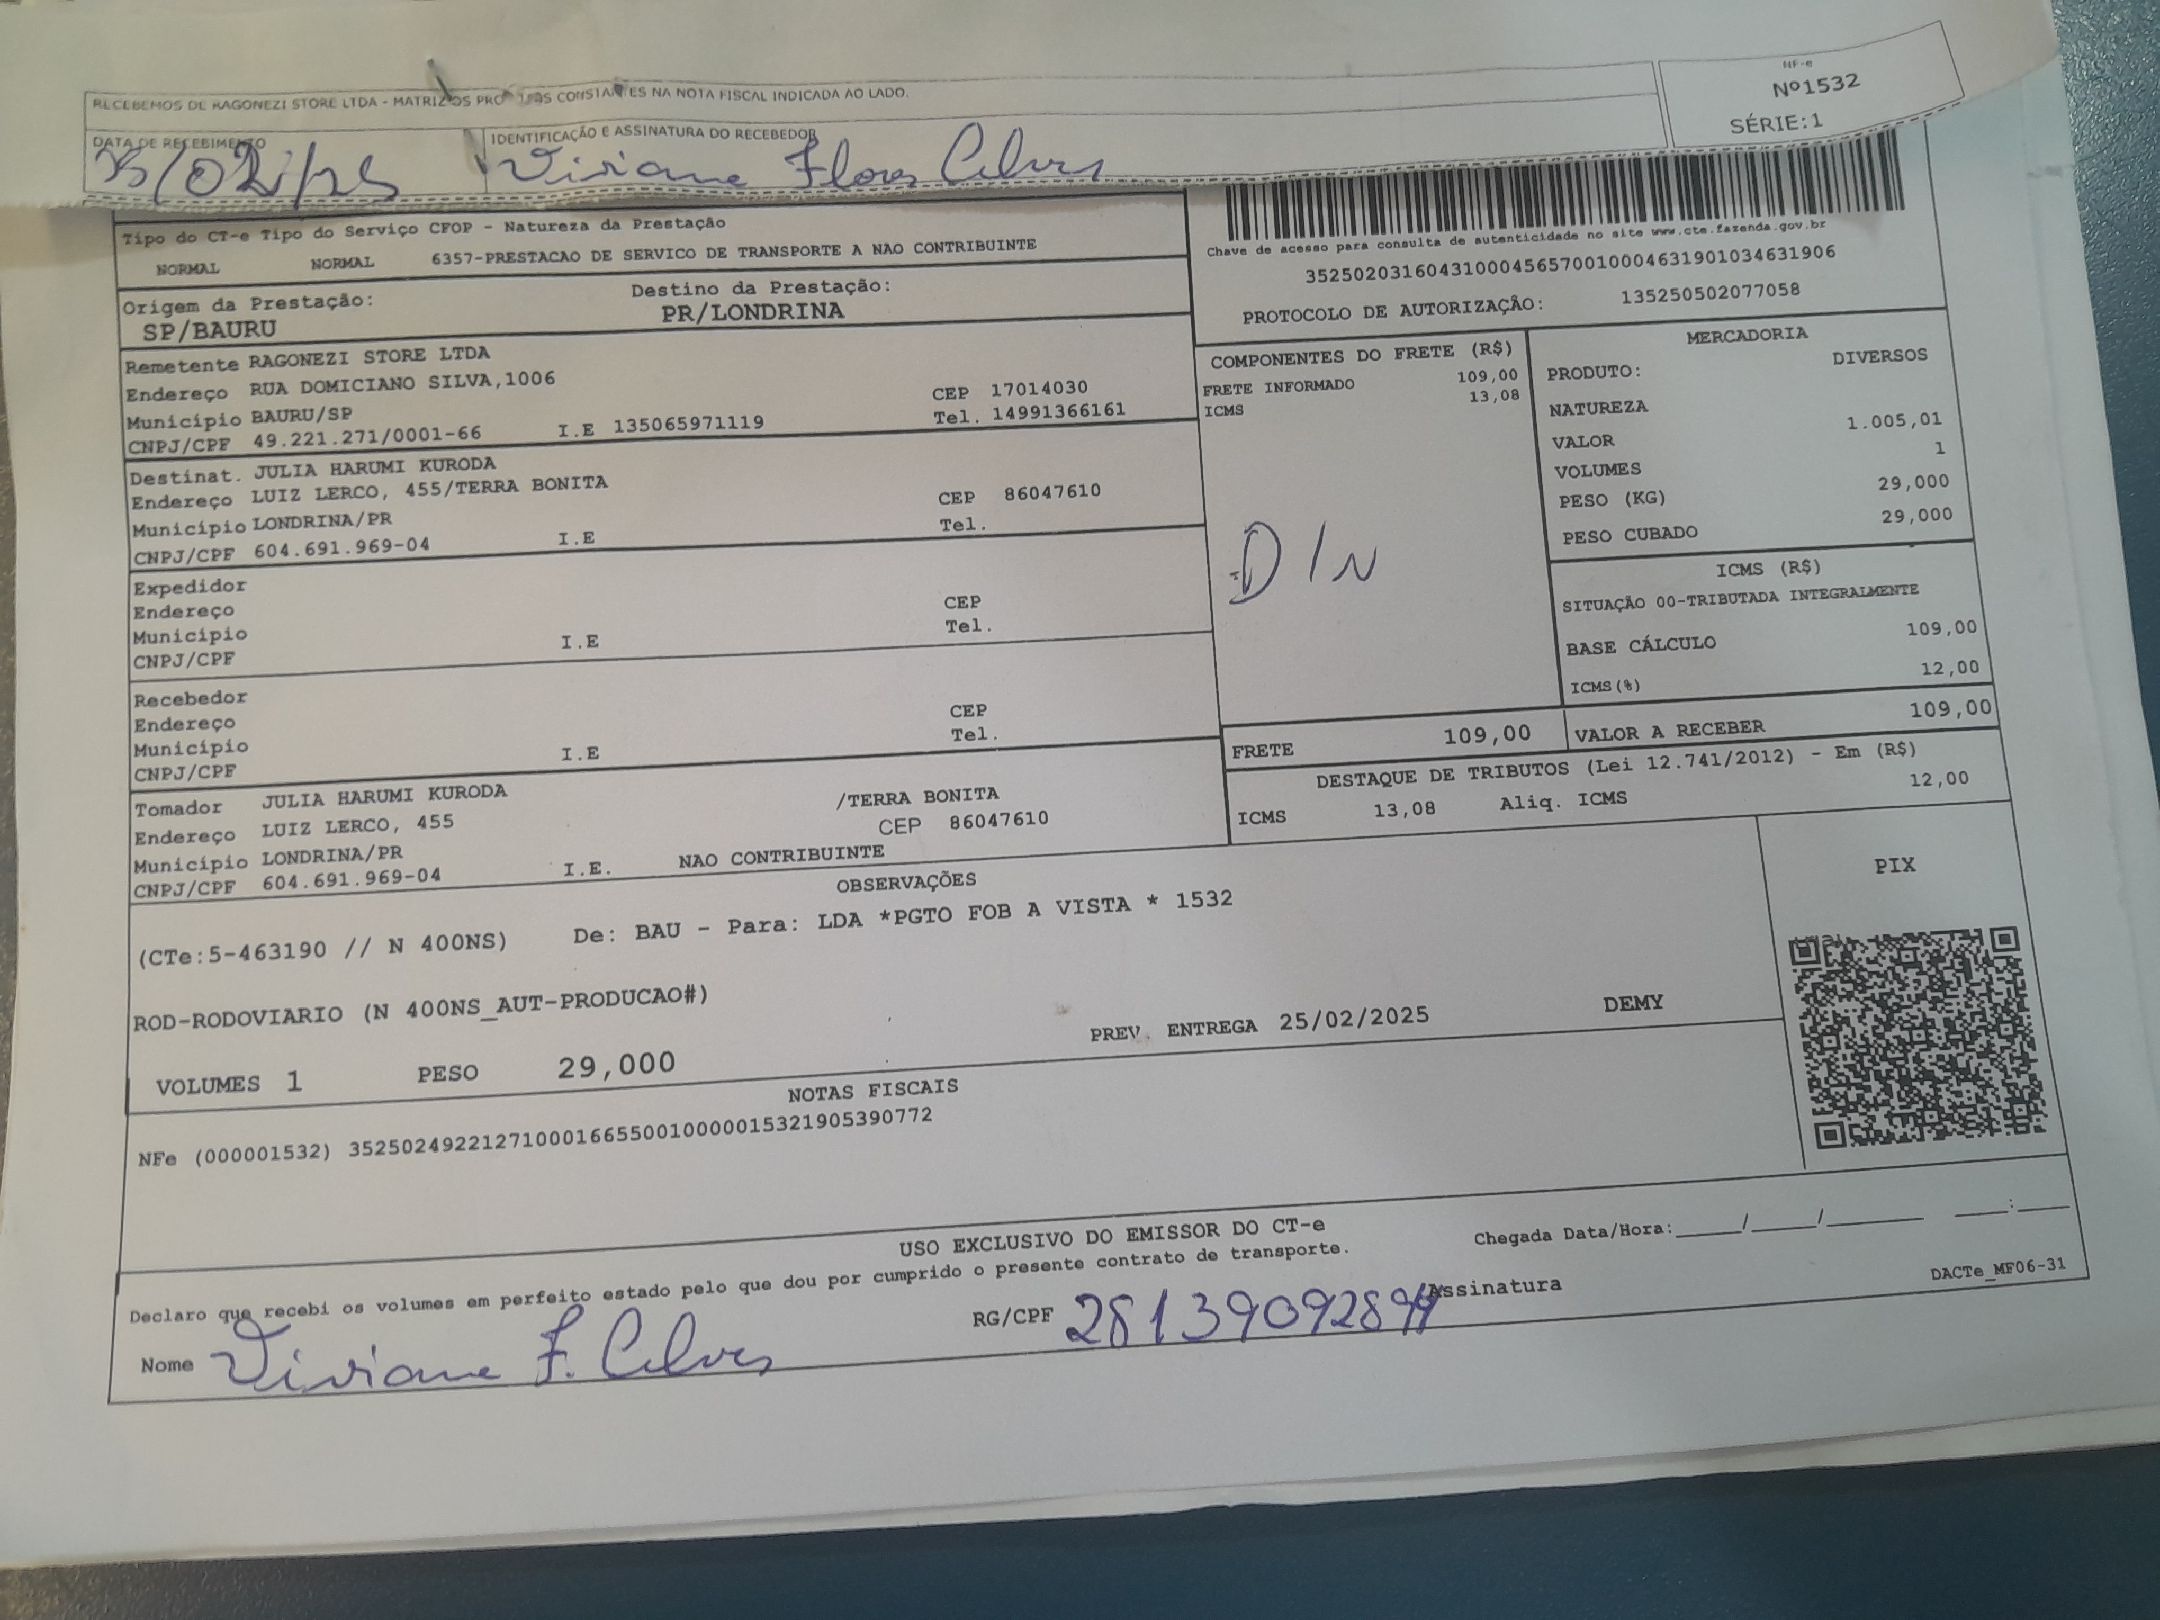 RECEBEMOS DE RAGONEZI STORE LTDA - MATRIZ OS CONSTANTES NA NOTA FISCAL INDICADA AO LADO.
NF-e
Nº1532
SÉRIE:1
DATA DE RECEBIMENTO
IDENTIFICAÇÃO E ASSINATURA DO RECEBEDOR
/02/25
Viviane Flores Alves
Tipo do CT-e Tipo do Serviço CFOP - Natureza da Prestação
NORMAL NORMAL 6357-PRESTACAO DE SERVICO DE TRANSPORTE A NAO CONTRIBUINTE
Chave de acesso para consulta de autenticidade no site www.cte.fazenda.gov.br
35250203160431000456570010004631901034631906
PROTOCOLO DE AUTORIZAÇÃO: 135250502077058
Origem da Prestação: Destino da Prestação:
SP/BAURU PR/LONDRINA
Remetente RAGONEZI STORE LTDA
Endereço RUA DOMICIANO SILVA,1006 CEP 17014030
Município BAURU/SP Tel. 14991366161
CNPJ/CPF 49.221.271/0001-66 I.E 135065971119
Destinat. JULIA HARUMI KURODA
Endereço LUIZ LERCO, 455/TERRA BONITA CEP 86047610
Município LONDRINA/PR Tel.
CNPJ/CPF 604.691.969-04 I.E
Expedidor
Endereço CEP
Município Tel.
CNPJ/CPF I.E
Recebedor
Endereço CEP
Município Tel.
CNPJ/CPF I.E
Tomador JULIA HARUMI KURODA /TERRA BONITA
Endereço LUIZ LERCO, 455 CEP 86047610
Município LONDRINA/PR
CNPJ/CPF 604.691.969-04 I.E. NAO CONTRIBUINTE
COMPONENTES DO FRETE (R$)
FRETE INFORMADO 109,00
ICMS 13,08
DIN
MERCADORIA
PRODUTO: DIVERSOS
NATUREZA
VALOR 1.005,01
VOLUMES 1
PESO (KG) 29,000
PESO CUBADO 29,000
ICMS (R$)
SITUAÇÃO 00-TRIBUTADA INTEGRALMENTE
BASE CÁLCULO 109,00
ICMS(%) 12,00
FRETE 109,00 VALOR A RECEBER 109,00
DESTAQUE DE TRIBUTOS (Lei 12.741/2012) - Em (R$)
ICMS 13,08 Aliq. ICMS 12,00
OBSERVAÇÕES
(CTe:5-463190 // N 400NS) De: BAU - Para: LDA *PGTO FOB A VISTA * 1532
PIX
ROD-RODOVIARIO (N 400NS_AUT-PRODUCAO#)
PREV. ENTREGA 25/02/2025 DEMY
VOLUMES 1 PESO 29,000
NOTAS FISCAIS
NFe (000001532) 35250249221271000166550010000015321905390772
USO EXCLUSIVO DO EMISSOR DO CT-e
Declaro que recebi os volumes em perfeito estado pelo que dou por cumprido o presente contrato de transporte.
Chegada Data/Hora:_____/_____/_______ ____:____
Nome Viviane F. Alves RG/CPF Assinatura
DACTe_MF06-31